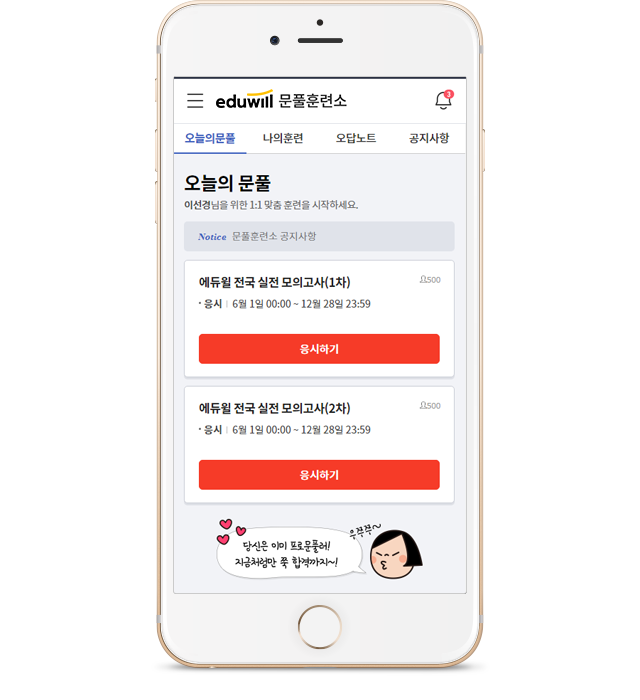 eduwill 문풀훈련소
3
오늘의문풀 나의훈련 오답노트 공지사항
오늘의 문풀
이선경님을 위한 1:1 맞춤 훈련을 시작하세요.
Notice 문풀훈련소 공지사항
에듀윌 전국 실전 모의고사(1차) 500
· 응시 | 6월 1일 00:00 ~ 12월 28일 23:59
응시하기
에듀윌 전국 실전 모의고사(2차) 500
· 응시 | 6월 1일 00:00 ~ 12월 28일 23:59
응시하기
우쭈쭈~
당신은 이미 프로문풀러!
지금처럼만 쭉 합격까지~!